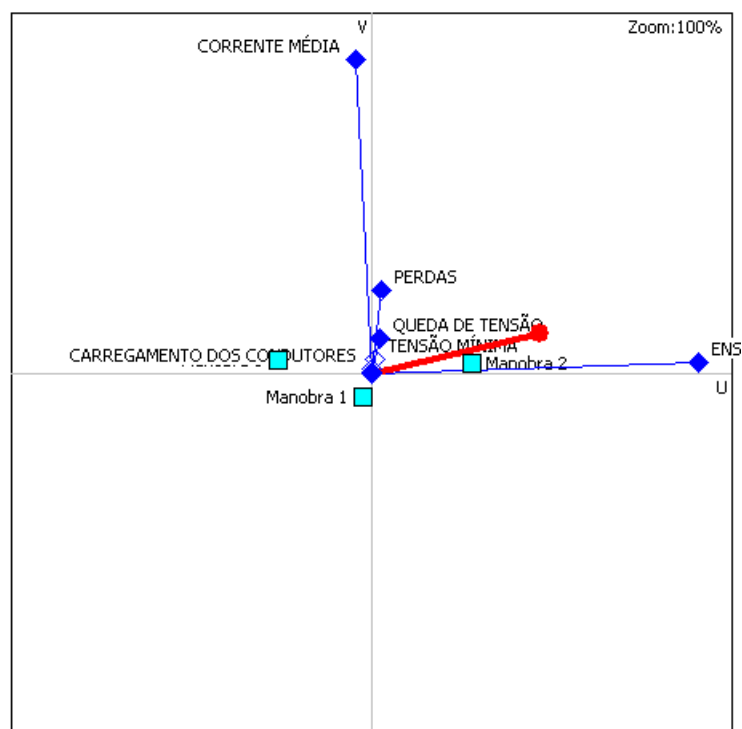 V
Zoom:100%
CORRENTE MÉDIA
PERDAS
QUEDA DE TENSÃO
TENSÃO MÍNIMA
CARREGAMENTO DOS CONDUTORES
ENS
Manobra 2
U
Manobra 1